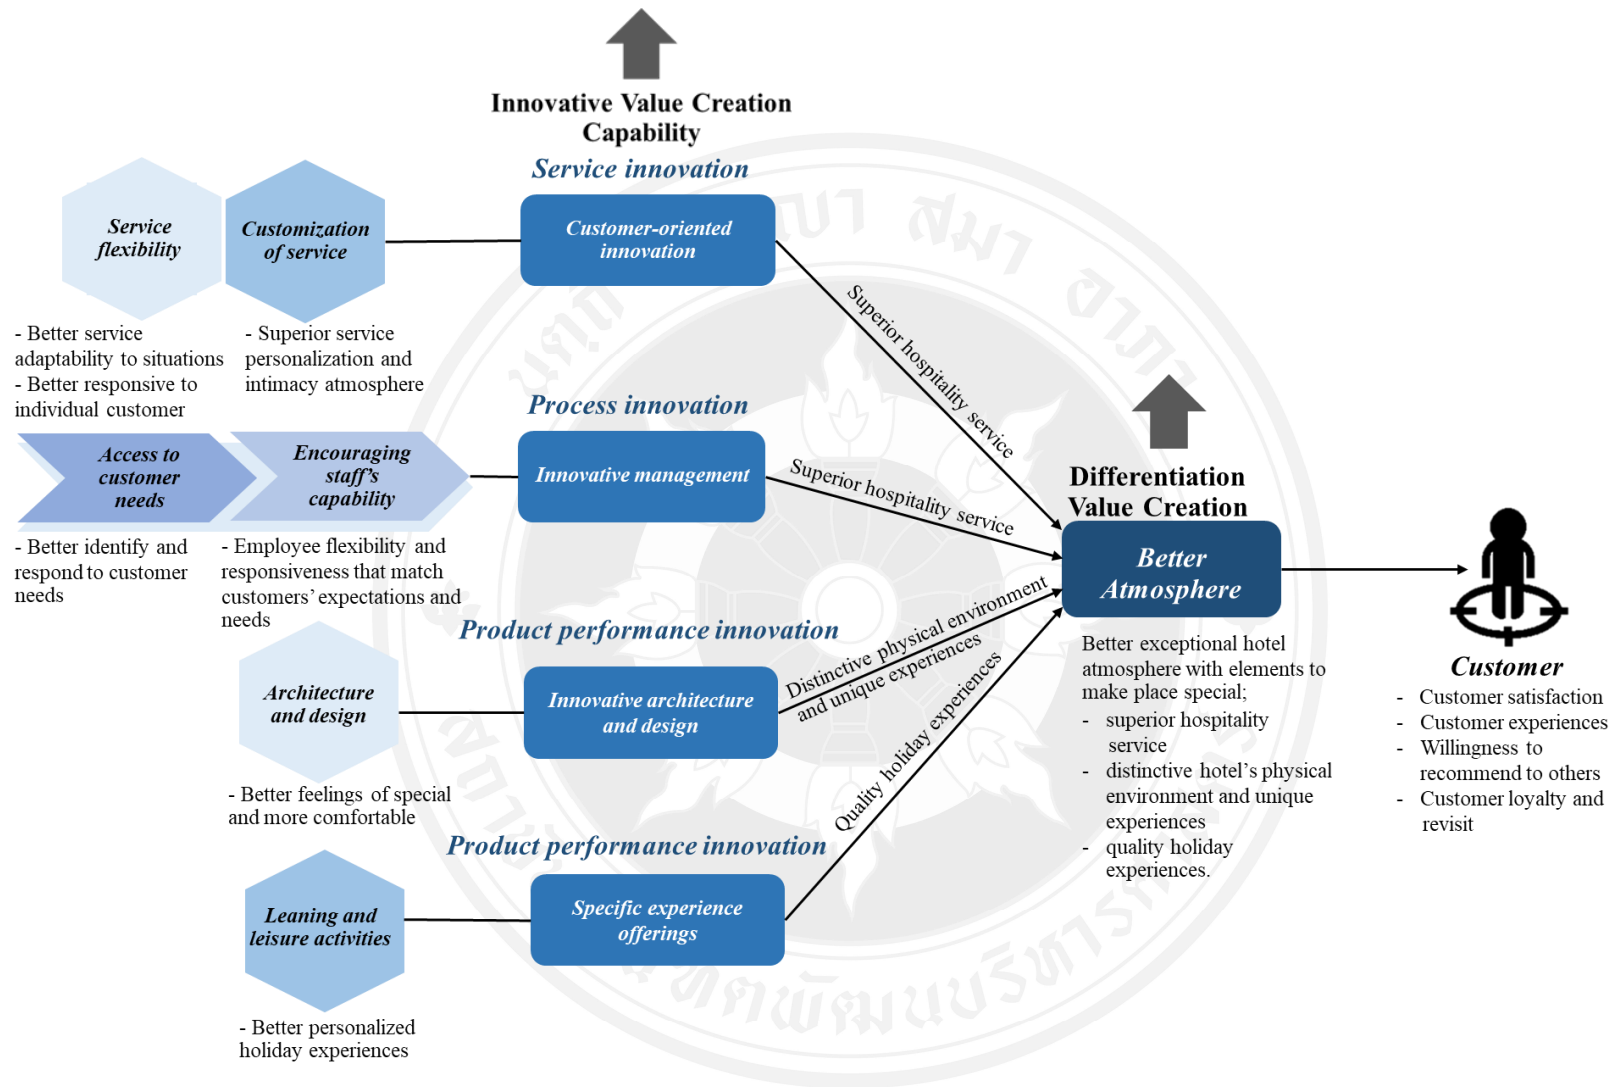 Innovative Value Creation
Capability
Service innovation
Service
flexibility
Customization
of service
Customer-oriented
innovation
- Better service
adaptability to situations
- Better responsive to
individual customer
- Superior service
personalization and
intimacy atmosphere
Superior hospitality service
Process innovation
Access to
customer
needs
Encouraging
staff's
capability
Innovative management
Superior hospitality service
- Better identify and
respond to customer
needs
- Employee flexibility and
responsiveness that match
customers' expectations and
needs
Product performance innovation
Architecture
and design
Innovative architecture
and design
Distinctive physical environment
and unique experiences
- Better feelings of special
and more comfortable
Product performance innovation
Leaning and
leisure activities
Specific experience
offerings
Quality holiday experiences
- Better personalized
holiday experiences
Differentiation
Value Creation
Better
Atmosphere
Better exceptional hotel
atmosphere with elements to
make place special;
- superior hospitality
service
- distinctive hotel's physical
environment and unique
experiences
- quality holiday
experiences.
Customer
- Customer satisfaction
- Customer experiences
- Willingness to
recommend to others
- Customer loyalty and
revisit